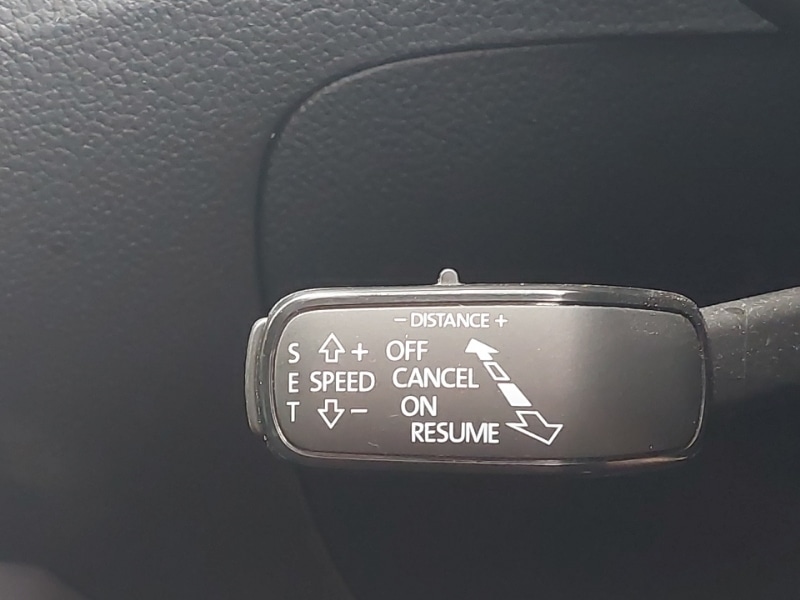 − DISTANCE +
S + OFF
E SPEED CANCEL
T − ON
RESUME